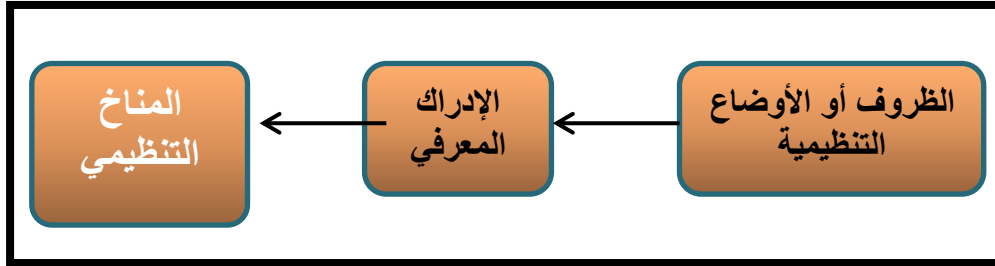 الظروف أو الأوضاع
التنظيمية
الإدراك
المعرفي
المناخ
التنظيمي